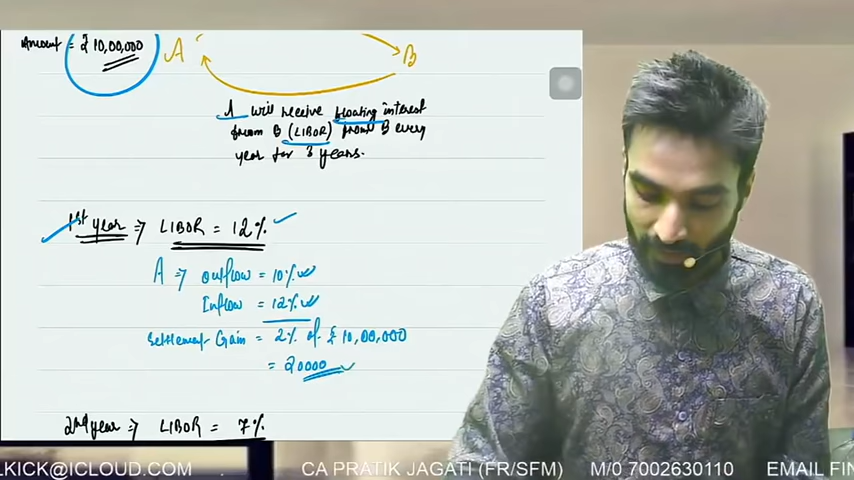 Amount = ₹ 10,00,000
A
B
A will receive floating interest
from B (LIBOR) from B every
year for 3 years.
1st year => LIBOR = 12%
A => Outflow = 10%
Inflow = 12%
Settlement Gain = 2% of ₹ 10,00,000
= 20000
2nd year => LIBOR = 7%
LKICK@ICLOUD.COM CA PRATIK JAGATI (FR/SFM) M/0 7002630110 EMAIL FIN